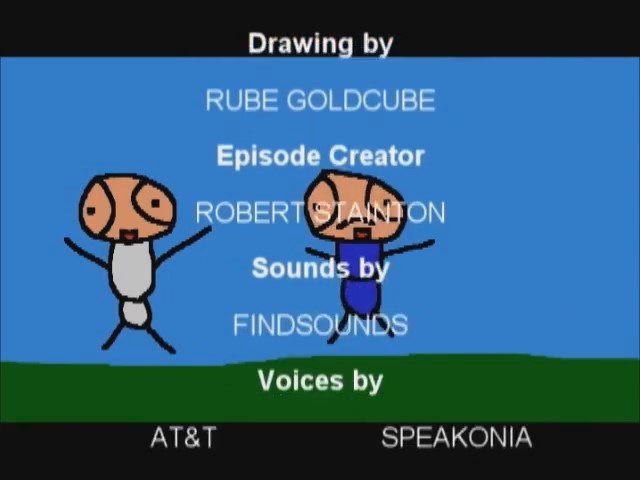 Drawing by
RUBE GOLDCUBE
Episode Creator
ROBERT STAINTON
Sounds by
FINDSOUNDS
Voices by
AT&T SPEAKONIA